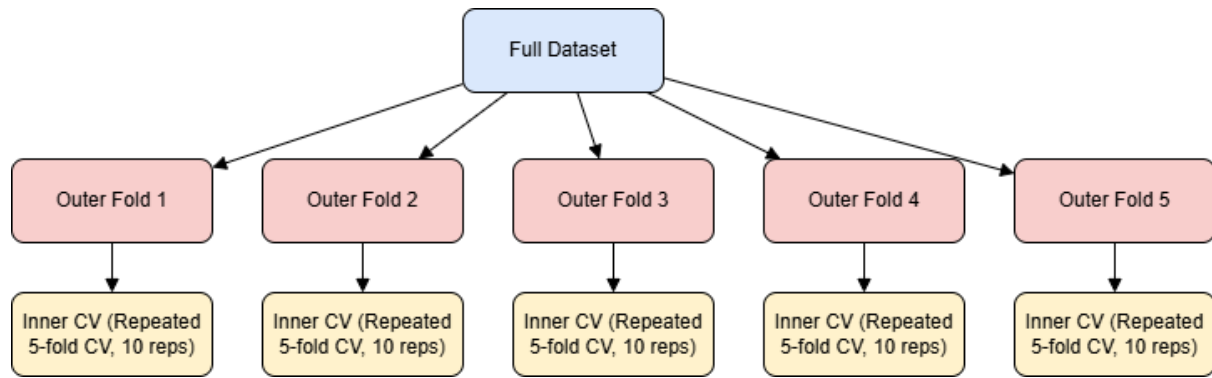 Full Dataset
Outer Fold 1
Outer Fold 2
Outer Fold 3
Outer Fold 4
Outer Fold 5
Inner CV (Repeated
5-fold CV, 10 reps)
Inner CV (Repeated
5-fold CV, 10 reps)
Inner CV (Repeated
5-fold CV, 10 reps)
Inner CV (Repeated
5-fold CV, 10 reps)
Inner CV (Repeated
5-fold CV, 10 reps)